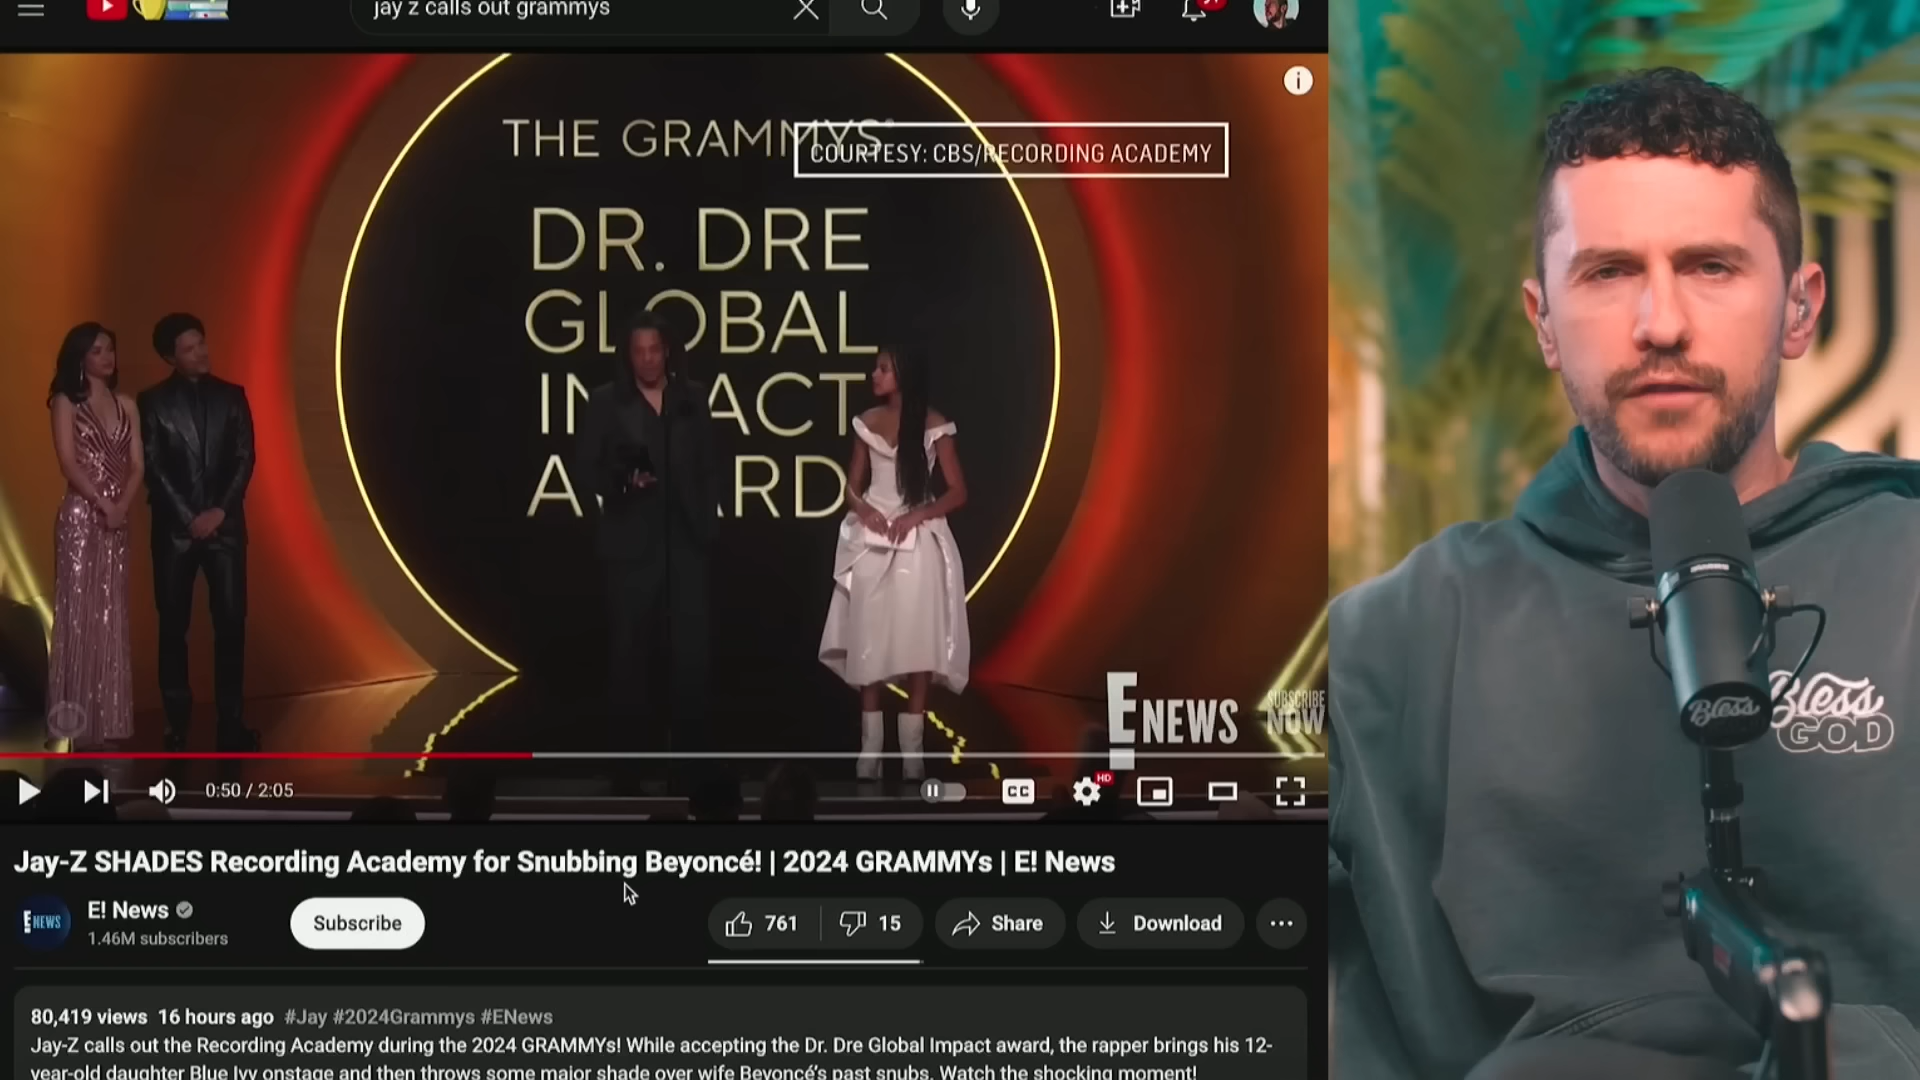 jay z calls out grammys
THE GRAMMYS
COURTESY: CBS/RECORDING ACADEMY
DR. DRE
GLOBAL
IMPACT
AWARD
E NEWS
SUBSCRIBE
NOW
0:50 / 2:05
CC
HD
Jay-Z SHADES Recording Academy for Snubbing Beyoncé! | 2024 GRAMMYs | E! News
E NEWS
E! News
1.46M subscribers
Subscribe
761
15
Share
Download
80,419 views 16 hours ago #Jay #2024Grammys #ENews
Jay-Z calls out the Recording Academy during the 2024 GRAMMYs! While accepting the Dr. Dre Global Impact award, the rapper brings his 12-
year-old daughter Blue Ivy onstage and then throws some major shade over wife Beyoncé's past snubs. Watch the shocking moment!
Bless
Bless
GOD